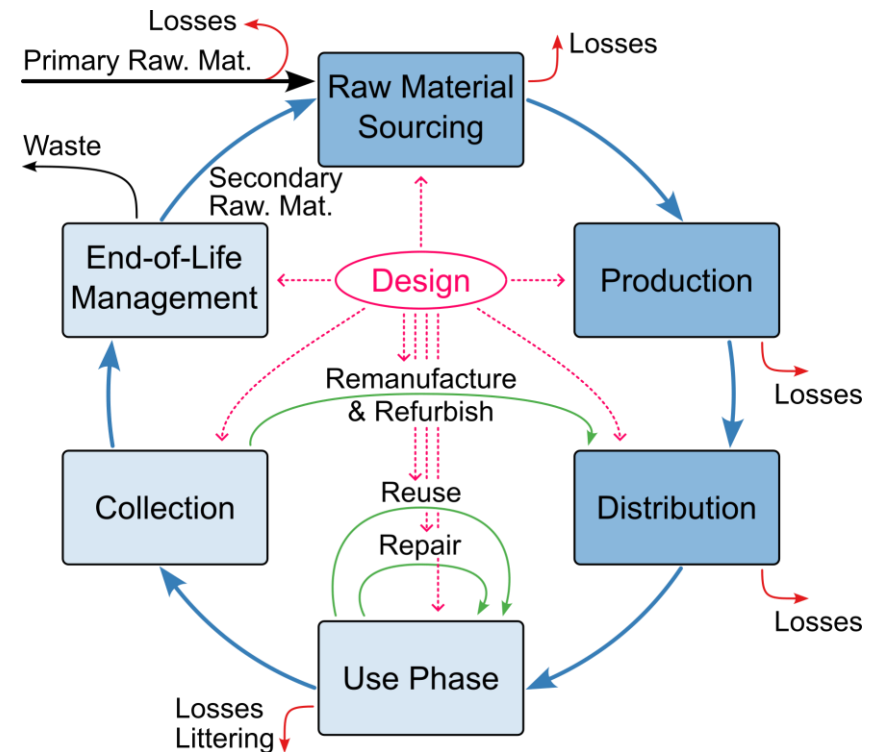 Losses
Primary Raw. Mat.
Raw Material
Sourcing
Losses
Waste
Secondary
Raw. Mat.
End-of-Life
Management
Design
Production
Losses
Remanufacture
& Refurbish
Collection
Reuse
Repair
Distribution
Losses
Use Phase
Losses
Littering